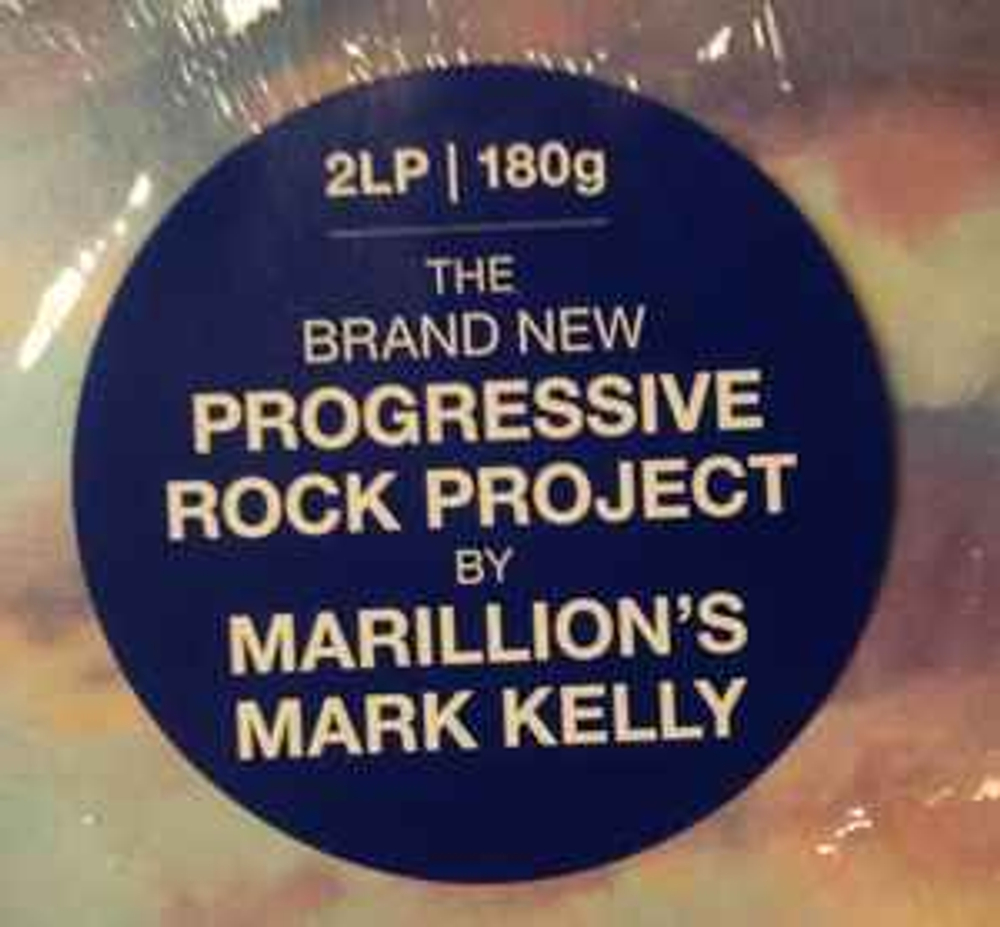 2LP | 180g
THE
BRAND NEW
PROGRESSIVE
ROCK PROJECT
BY
MARILLION'S
MARK KELLY